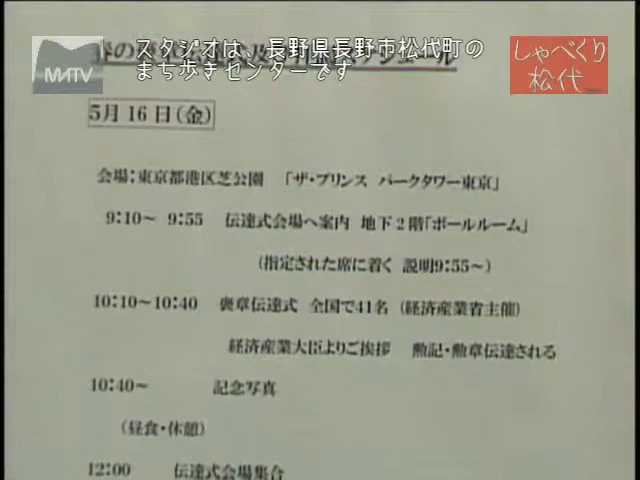 スタジオは、長野県長野市松代町の
まち歩きセンターです
MTV
しゃべくり
松代
春の
5月16日(金)
会場:東京都港区芝公園 「ザ・プリンス パークタワー東京」
9:10~ 9:55 伝達式会場へ案内 地下2階「ボールルーム」
(指定された席に着く 説明9:55~)
10:10~10:40 褒章伝達式 全国で41名 (経済産業省主催)
経済産業大臣よりご挨拶 勲記・勲章伝達される
10:40~ 記念写真
(昼食・休憩)
12:00 伝達式会場集合